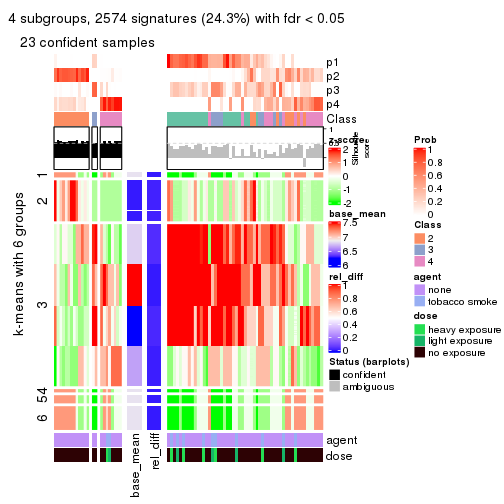 4 subgroups, 2574 signatures (24.3%) with fdr < 0.05
23 confident samples
p1
p2
p3
p4
Class
1
Silhouette
score
z-score
2
1
0
-1
-2
base_mean
7.5
7
6.5
6
rel_diff
1
0.8
0.6
0.4
0.2
0
Status (barplots)
confident
ambiguous
Prob
1
0.8
0.6
0.4
0.2
0
Class
2
3
4
agent
none
tobacco smoke
dose
heavy exposure
light exposure
no exposure
k-means with 6 groups
1
2
3
5
4
6
agent
dose
base_mean
rel_diff